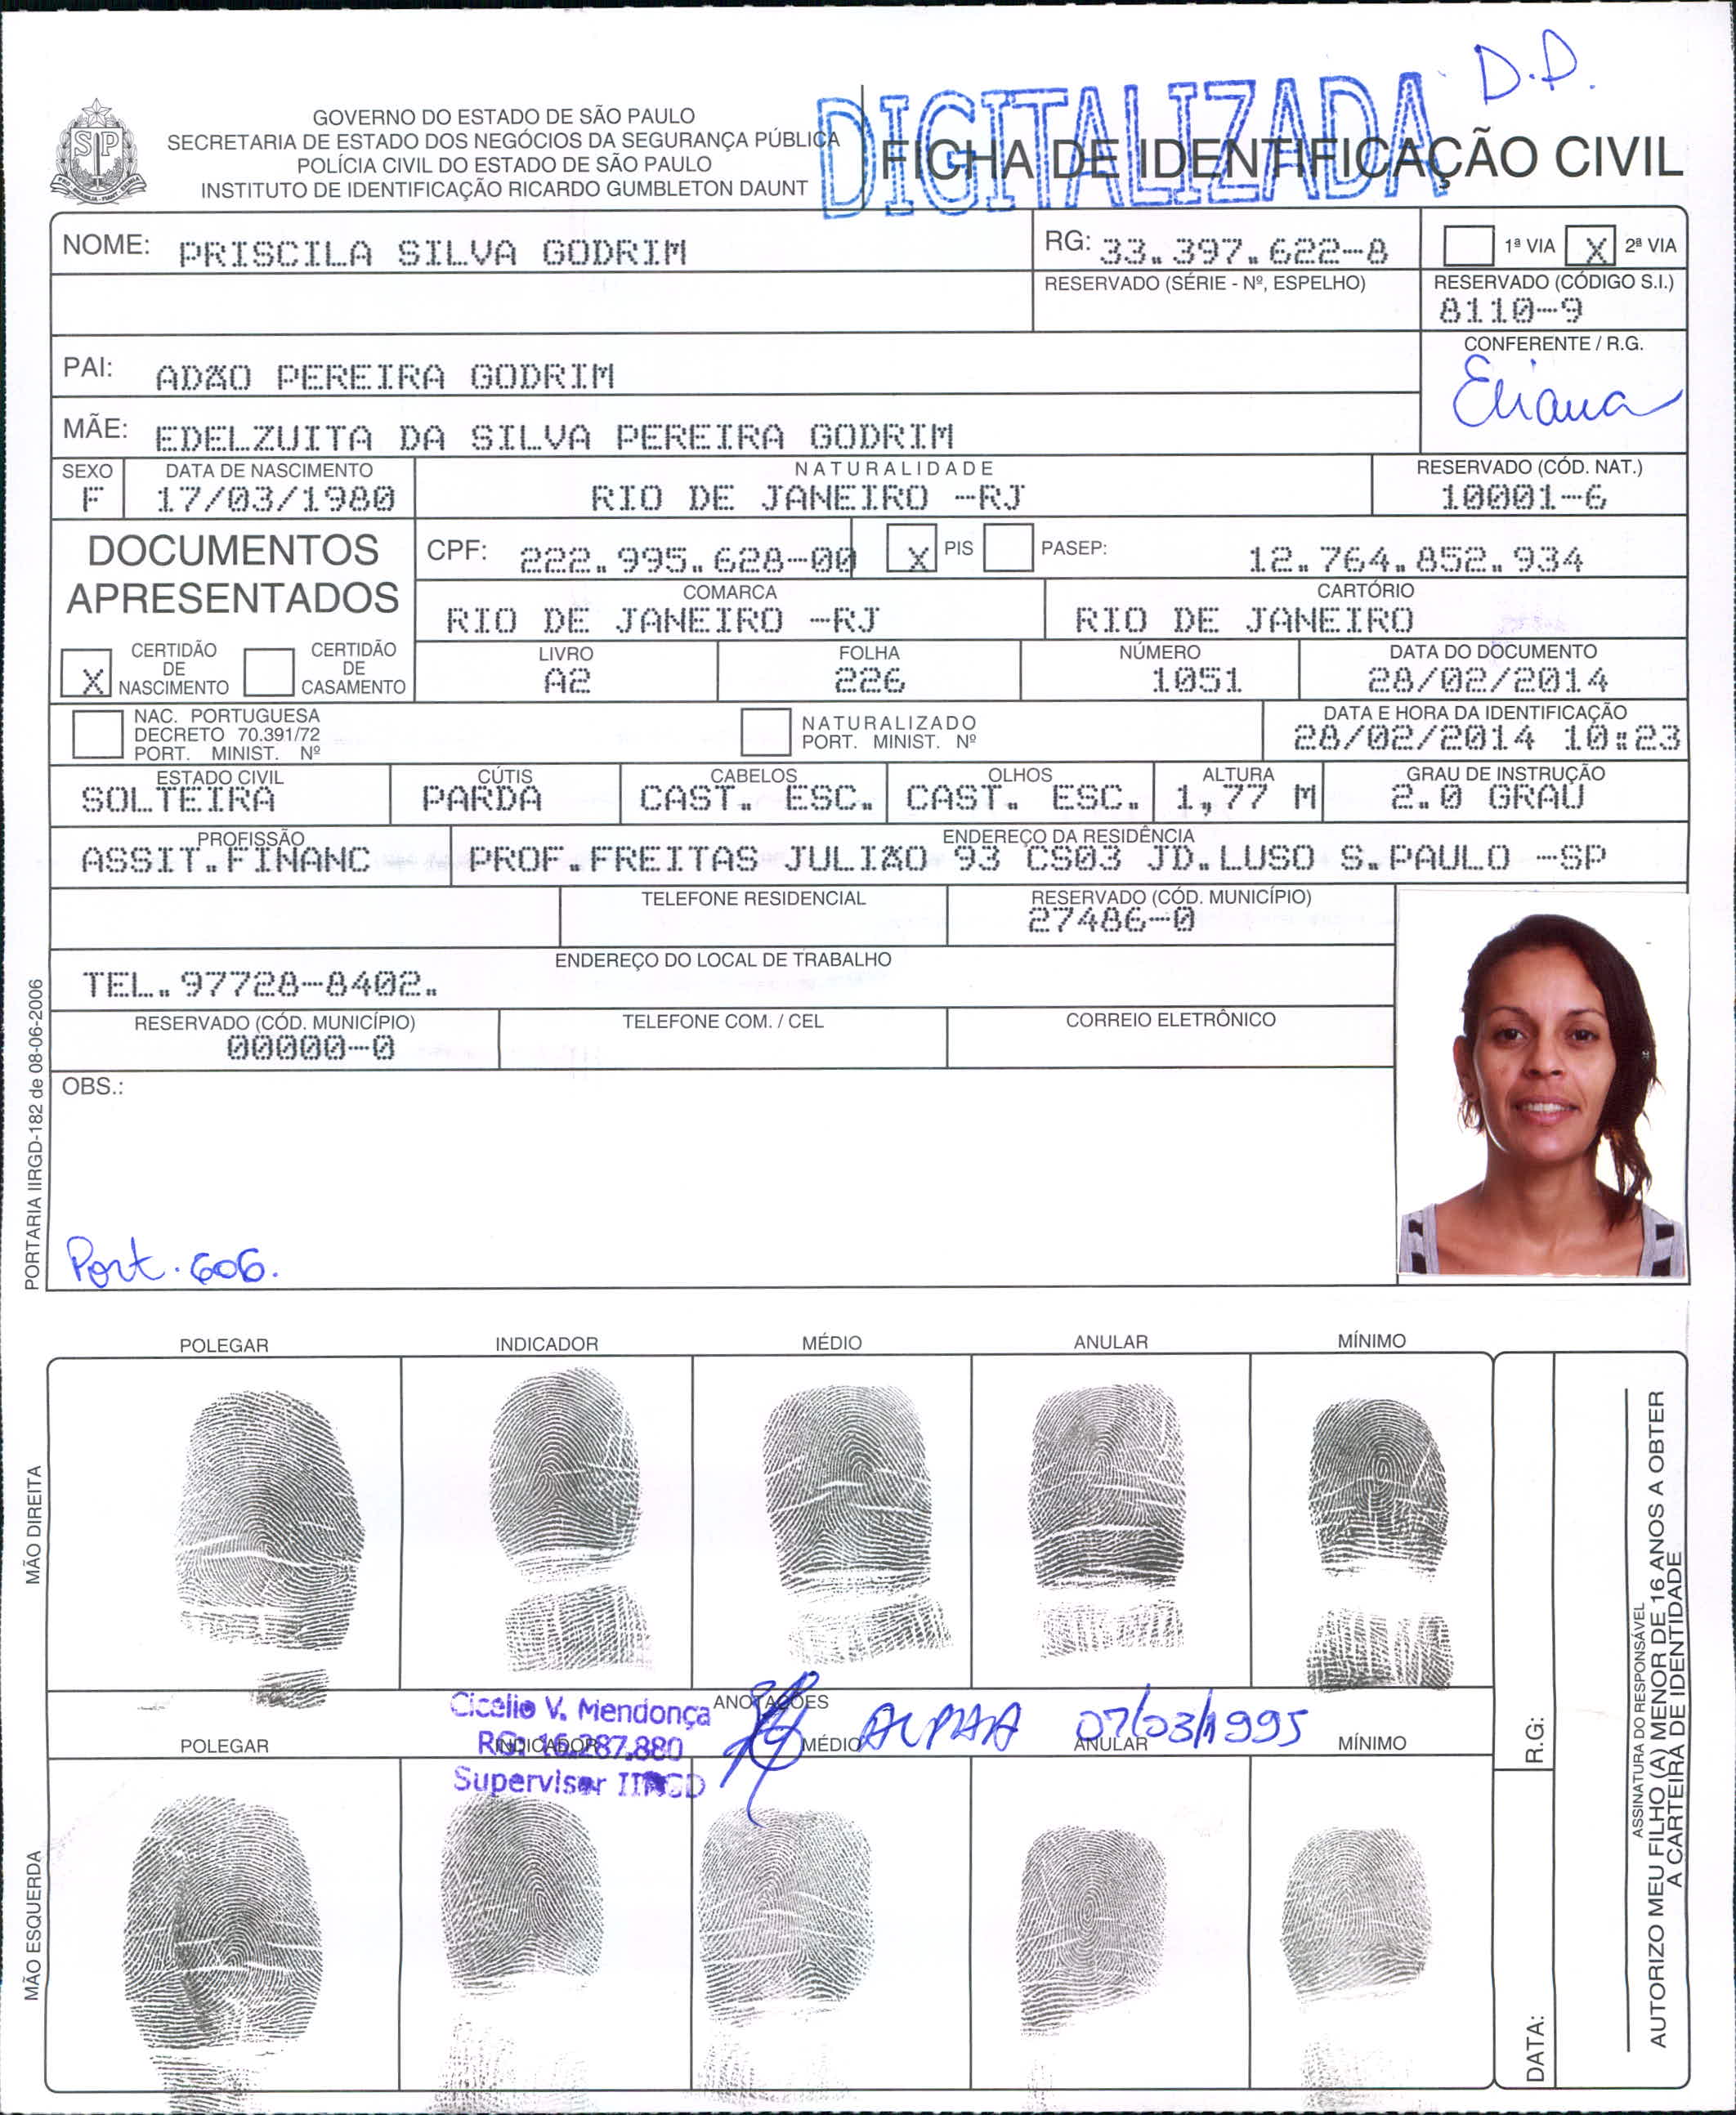 D.P.
DIGITALIZADA
GOVERNO DO ESTADO DE SÃO PAULO
SECRETARIA DE ESTADO DOS NEGÓCIOS DA SEGURANÇA PÚBLICA
POLÍCIA CIVIL DO ESTADO DE SÃO PAULO
INSTITUTO DE IDENTIFICAÇÃO RICARDO GUMBLETON DAUNT
FICHA DE IDENTIFICAÇÃO CIVIL
NOME: PRISCILA SILVA GODRIM
RG: 33.397.622-8
1ª VIA X 2ª VIA
RESERVADO (SÉRIE - Nº, ESPELHO)
RESERVADO (CÓDIGO S.I.)
8110-9
PAI: ADÃO PEREIRA GODRIM
CONFERENTE / R.G.
Eliana
MÃE: EDELZUITA DA SILVA PEREIRA GODRIM
SEXO
F
DATA DE NASCIMENTO
17/03/1980
NATURALIDADE
RIO DE JANEIRO -RJ
RESERVADO (CÓD. NAT.)
10001-6
DOCUMENTOS
APRESENTADOS
CPF: 222.995.628-00
X PIS PASEP: 12.764.852.934
COMARCA
RIO DE JANEIRO -RJ
CARTÓRIO
RIO DE JANEIRO
X CERTIDÃO
DE
NASCIMENTO
CERTIDÃO
DE
CASAMENTO
LIVRO
A2
FOLHA
226
NÚMERO
1051
DATA DO DOCUMENTO
28/02/2014
NAC. PORTUGUESA
DECRETO 70.391/72
PORT. MINIST. Nº
NATURALIZADO
PORT. MINIST. Nº
DATA E HORA DA IDENTIFICAÇÃO
28/02/2014 10:23
ESTADO CIVIL
SOLTEIRA
CÚTIS
PARDA
CABELOS
CAST. ESC.
OLHOS
CAST. ESC.
ALTURA
1,77 M
GRAU DE INSTRUÇÃO
2.0 GRAU
PROFISSÃO
ASSIT.FINANC
ENDEREÇO DA RESIDÊNCIA
PROF.FREITAS JULIÃO 93 CS03 JD.LUSO S.PAULO -SP
TELEFONE RESIDENCIAL
RESERVADO (CÓD. MUNICÍPIO)
27486-0
ENDEREÇO DO LOCAL DE TRABALHO
TEL.97728-8402.
RESERVADO (CÓD. MUNICÍPIO)
00000-0
TELEFONE COM. / CEL
CORREIO ELETRÔNICO
OBS.:
Port. 606.
PORTARIA IIRGD-182 de 08-06-2006
POLEGAR INDICADOR MÉDIO ANULAR MÍNIMO
MÃO DIREITA
ANOTAÇÕES
Cicelio V. Mendonça
RG: 16.287.880
Supervisor IIRGD
07/03/1995
POLEGAR INDICADOR MÉDIO ANULAR MÍNIMO
MÃO ESQUERDA
R.G:
DATA:
ASSINATURA DO RESPONSÁVEL
AUTORIZO MEU FILHO (A) MENOR DE 16 ANOS A OBTER
A CARTEIRA DE IDENTIDADE